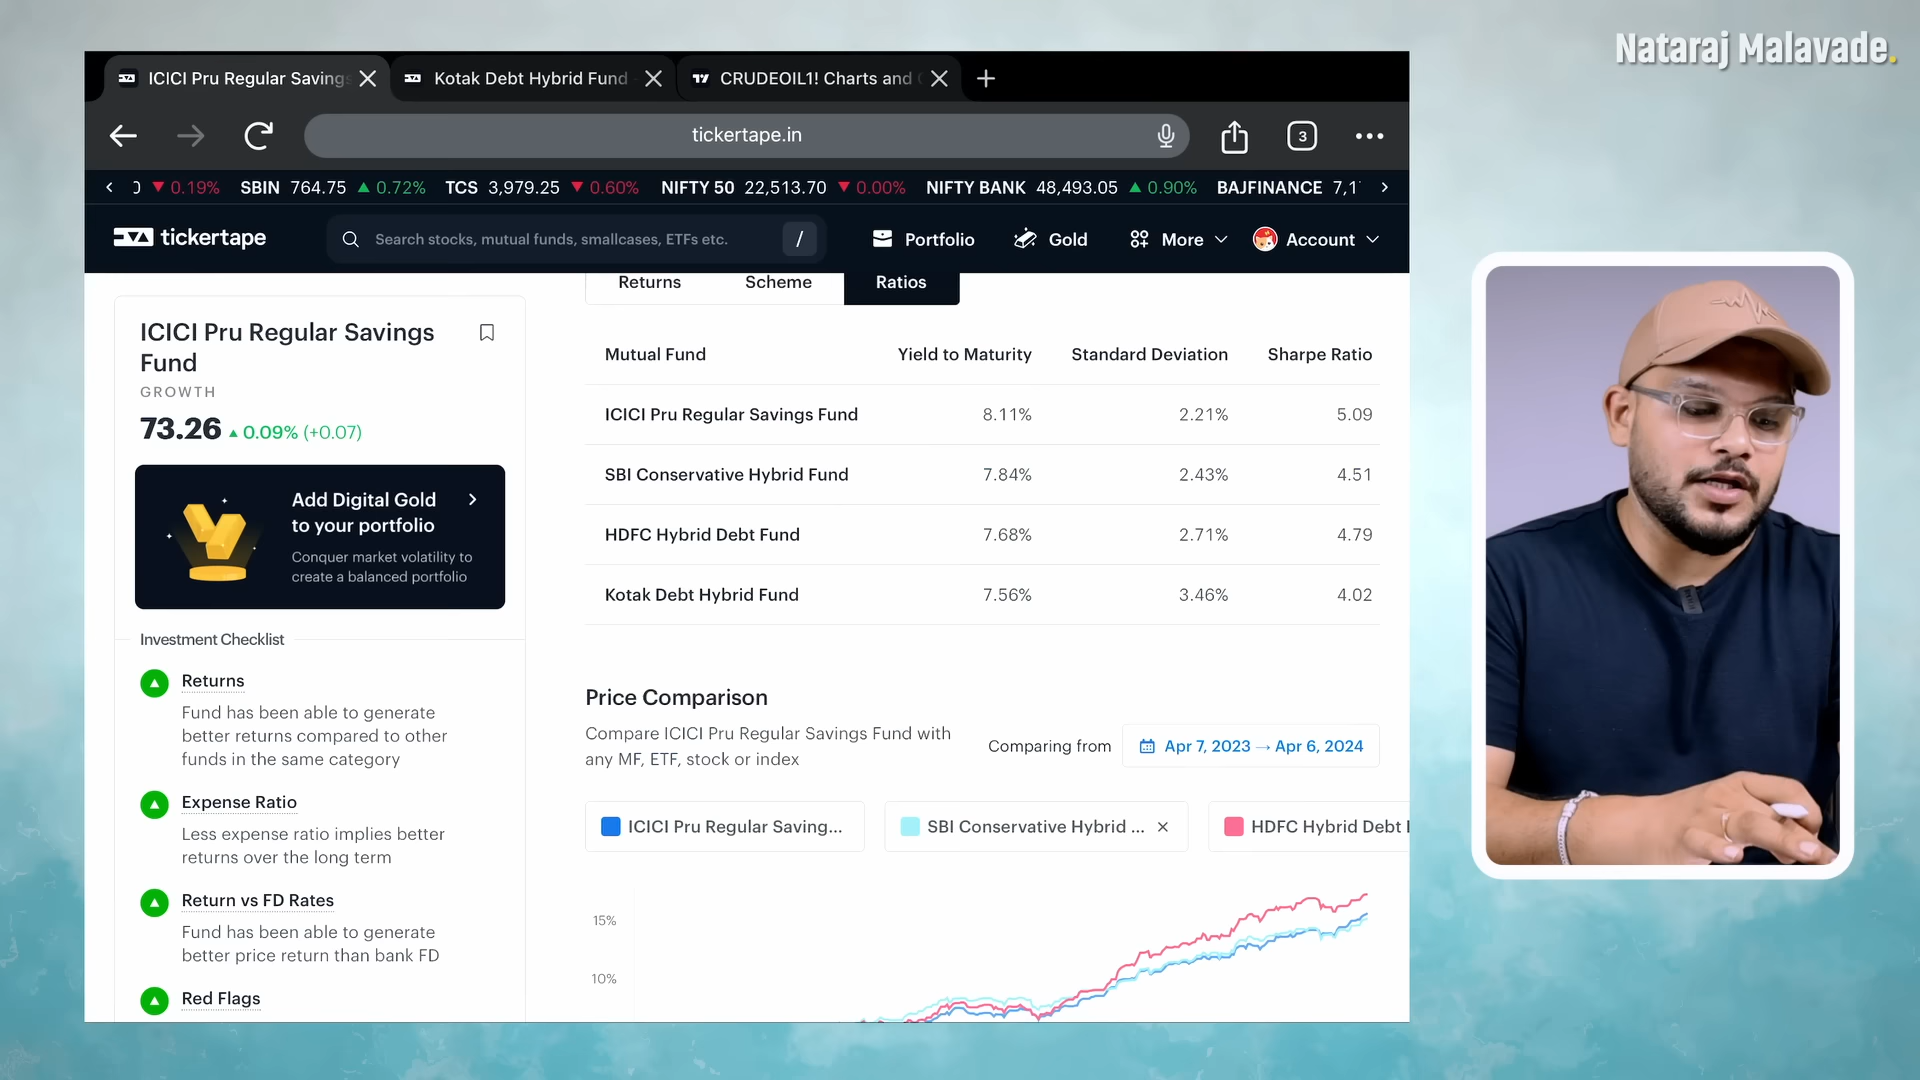 Nataraj Malavade.
ICICI Pru Regular Savings
Kotak Debt Hybrid Fund
CRUDEOIL1! Charts and
tickertape.in
3
0.19% SBIN 764.75 0.72% TCS 3,979.25 0.60% NIFTY 50 22,513.70 0.00% NIFTY BANK 48,493.05 0.90% BAJFINANCE
tickertape
Search stocks, mutual funds, smallcases, ETFs etc.
/
Portfolio
Gold
More
Account
ICICI Pru Regular Savings
Fund
GROWTH
73.26 0.09% (+0.07)
Add Digital Gold
to your portfolio
Conquer market volatility to
create a balanced portfolio
Investment Checklist
Returns
Fund has been able to generate
better returns compared to other
funds in the same category
Expense Ratio
Less expense ratio implies better
returns over the long term
Return vs FD Rates
Fund has been able to generate
better price return than bank FD
Red Flags
Returns Scheme Ratios
Mutual Fund Yield to Maturity Standard Deviation Sharpe Ratio
ICICI Pru Regular Savings Fund 8.11% 2.21% 5.09
SBI Conservative Hybrid Fund 7.84% 2.43% 4.51
HDFC Hybrid Debt Fund 7.68% 2.71% 4.79
Kotak Debt Hybrid Fund 7.56% 3.46% 4.02
Price Comparison
Compare ICICI Pru Regular Savings Fund with
any MF, ETF, stock or index
Comparing from Apr 7, 2023 → Apr 6, 2024
ICICI Pru Regular Saving...
SBI Conservative Hybrid ...
HDFC Hybrid Debt
15%
10%